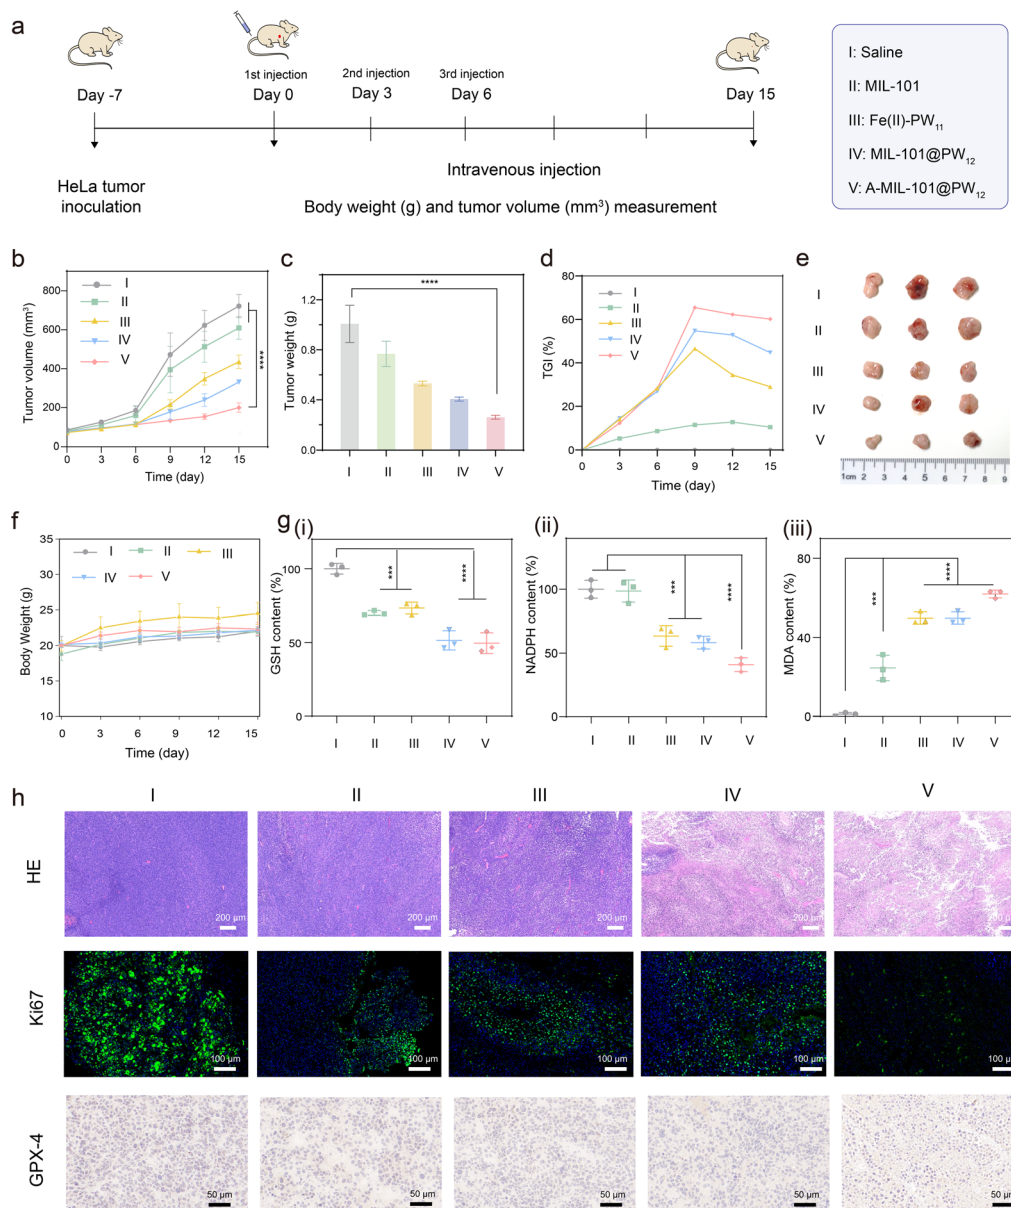 a
Day -7
1st injection
Day 0
2nd injection
Day 3
3rd injection
Day 6
Day 15
HeLa tumor
inoculation
Intravenous injection
Body weight (g) and tumor volume (mm³) measurement
I: Saline
II: MIL-101
III: Fe(II)-PW₁₁
IV: MIL-101@PW₁₂
V: A-MIL-101@PW₁₂
b
Tumor volume (mm³)
800
600
400
200
0
I
II
III
IV
V
****
0 3 6 9 12 15
Time (day)
c
Tumor weight (g)
1.2
0.8
0.4
0.0
****
I II III IV V
d
TGI (%)
80
60
40
20
0
I
II
III
IV
V
0 3 6 9 12 15
Time (day)
e
I
II
III
IV
V
1cm 2 3 4 5 6 7 8 9
f
Body Weight (g)
35
30
25
20
15
10
I II III
IV V
0 3 6 9 12 15
Time (day)
g
(i)
GSH content (%)
100
50
0
***
****
I II III IV V
(ii)
NADPH content (%)
100
50
0
***
****
I II III IV V
(iii)
MDA content (%)
80
40
0
***
****
I II III IV V
h
I II III IV V
HE
200 μm 200 μm 200 μm 200 μm 200 μm
Ki67
100 μm 100 μm 100 μm 100 μm 100 μm
GPX-4
50 μm 50 μm 50 μm 50 μm 50 μm